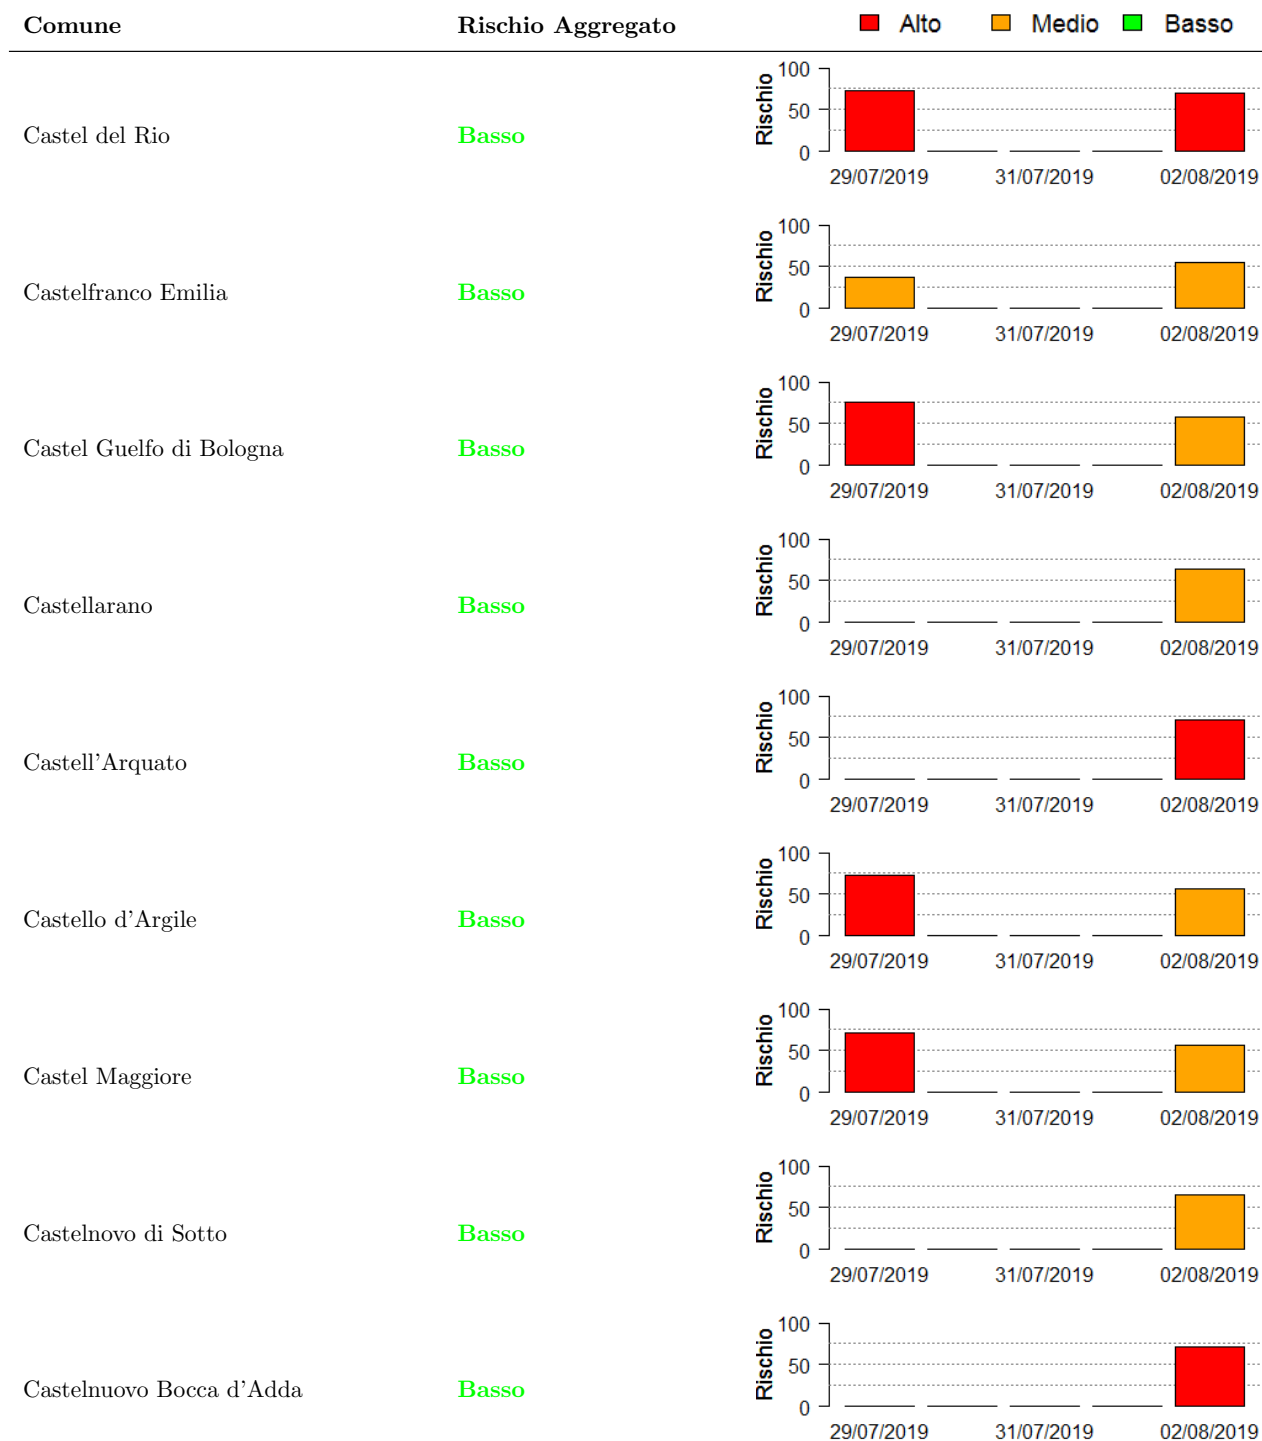 Comune Rischio Aggregato Alto Medio Basso
Castel del Rio Basso
Rischio
100
50
0
29/07/2019 31/07/2019 02/08/2019
Castelfranco Emilia Basso
Rischio
100
50
0
29/07/2019 31/07/2019 02/08/2019
Castel Guelfo di Bologna Basso
Rischio
100
50
0
29/07/2019 31/07/2019 02/08/2019
Castellarano Basso
Rischio
100
50
0
29/07/2019 31/07/2019 02/08/2019
Castell'Arquato Basso
Rischio
100
50
0
29/07/2019 31/07/2019 02/08/2019
Castello d'Argile Basso
Rischio
100
50
0
29/07/2019 31/07/2019 02/08/2019
Castel Maggiore Basso
Rischio
100
50
0
29/07/2019 31/07/2019 02/08/2019
Castelnovo di Sotto Basso
Rischio
100
50
0
29/07/2019 31/07/2019 02/08/2019
Castelnuovo Bocca d'Adda Basso
Rischio
100
50
0
29/07/2019 31/07/2019 02/08/2019